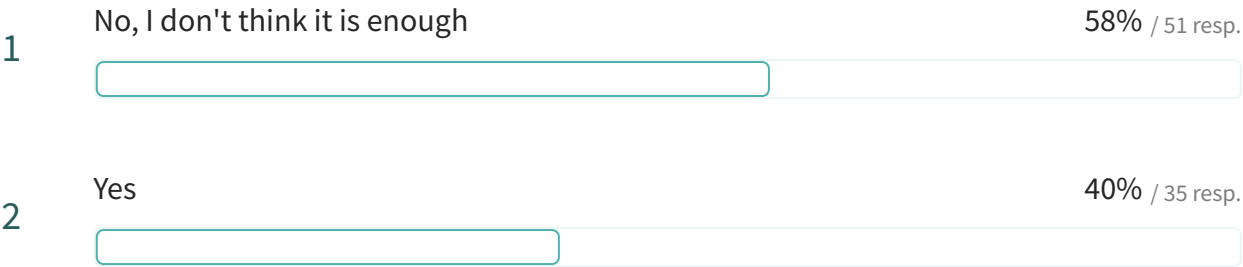 No, I don't think it is enough 58% / 51 resp.
1
Yes 40% / 35 resp.
2